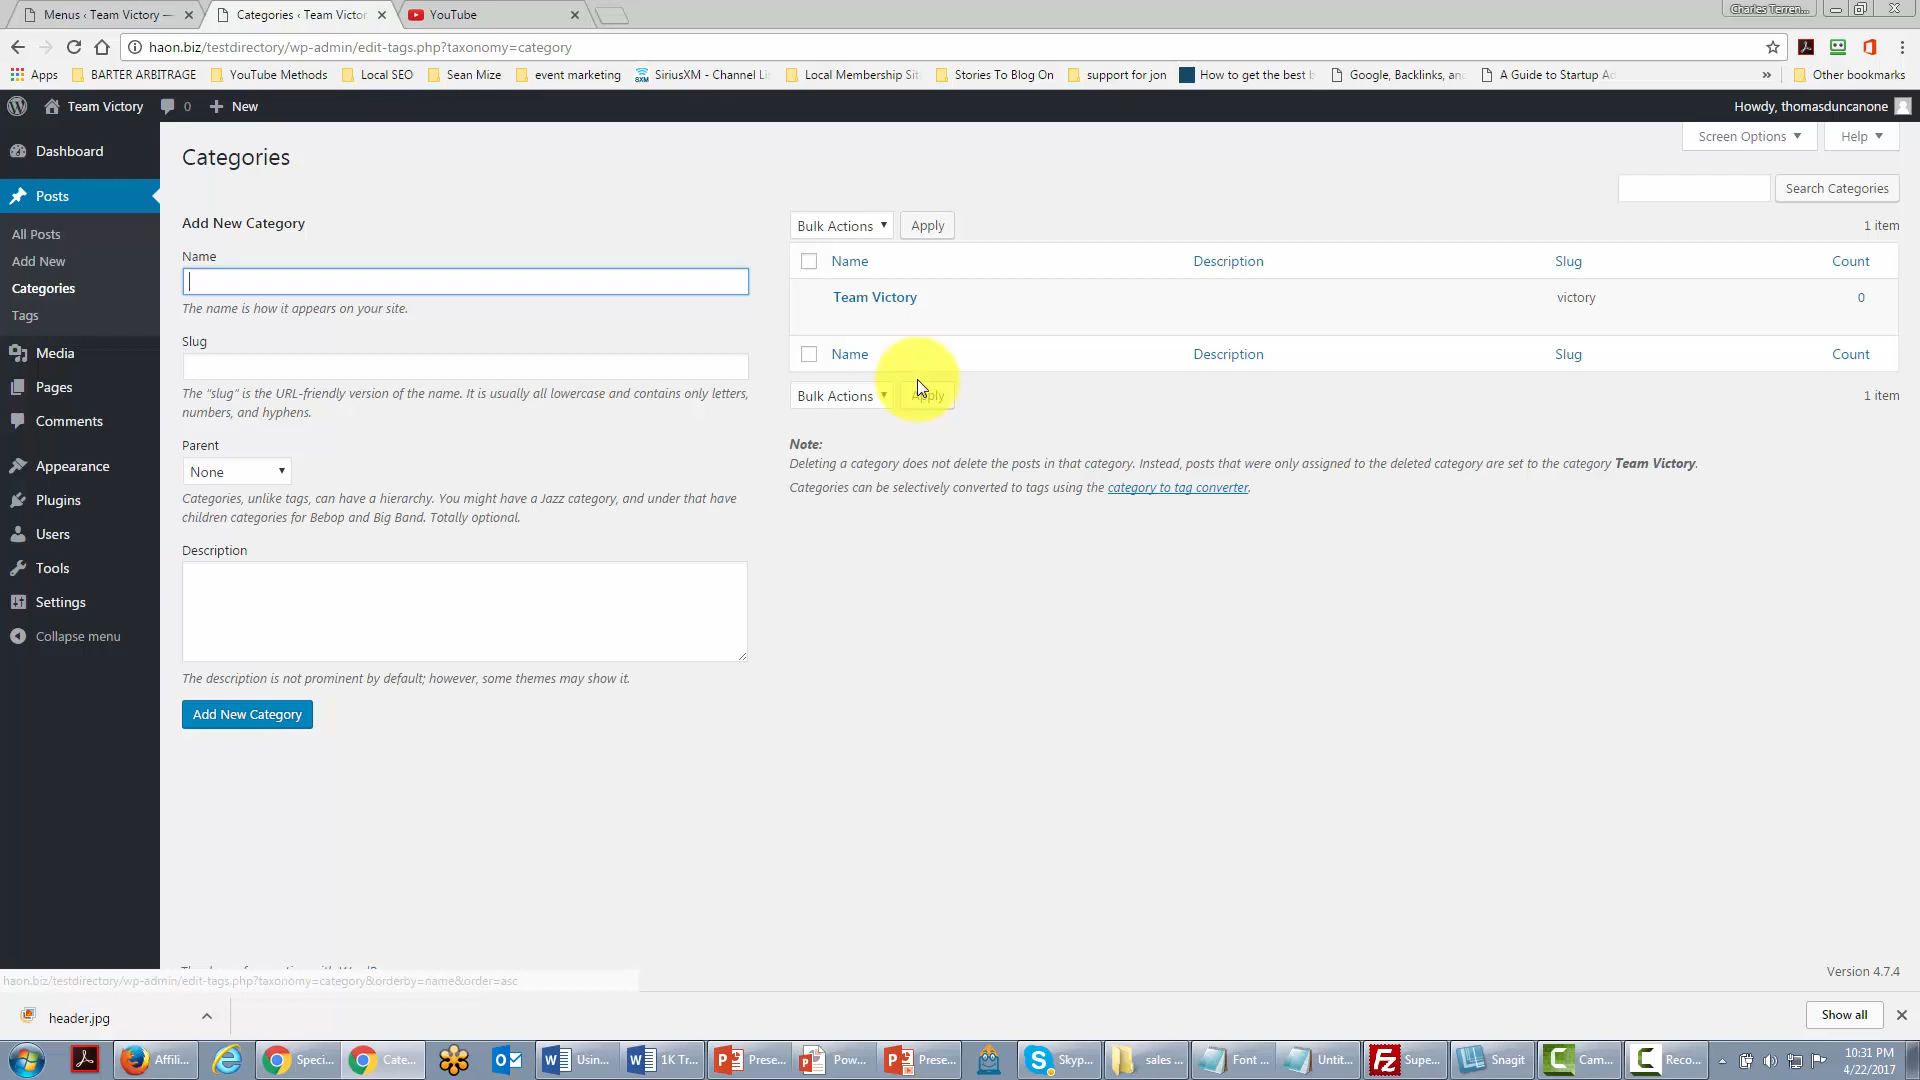 Menus ‹ Team Victory —
Categories ‹ Team Victor
YouTube
Charles Terren...
haon.biz/testdirectory/wp-admin/edit-tags.php?taxonomy=category
Apps
BARTER ARBITRAGE
YouTube Methods
Local SEO
Sean Mize
event marketing
SiriusXM - Channel Li
Local Membership Sit
Stories To Blog On
support for jon
How to get the best b
Google, Backlinks, an
A Guide to Startup Ad
»
Other bookmarks
Team Victory
0
New
Howdy, thomasduncanone
Screen Options
Help
Dashboard
Posts
All Posts
Add New
Categories
Tags
Media
Pages
Comments
Appearance
Plugins
Users
Tools
Settings
Collapse menu
Categories
Search Categories
Add New Category
Name
The name is how it appears on your site.
Slug
The “slug” is the URL-friendly version of the name. It is usually all lowercase and contains only letters,
numbers, and hyphens.
Parent
None
Categories, unlike tags, can have a hierarchy. You might have a Jazz category, and under that have
children categories for Bebop and Big Band. Totally optional.
Description
The description is not prominent by default; however, some themes may show it.
Add New Category
Bulk Actions
Apply
1 item
Name Description Slug Count
Team Victory victory 0
Name Description Slug Count
Bulk Actions
Apply
1 item
Note:
Deleting a category does not delete the posts in that category. Instead, posts that were only assigned to the deleted category are set to the category Team Victory.
Categories can be selectively converted to tags using the category to tag converter.
Version 4.7.4
haon.biz/testdirectory/wp-admin/edit-tags.php?taxonomy=category&orderby=name&order=asc
header.jpg
Show all
Affili...
Speci...
Cate...
Usin...
1K Tr...
Prese...
Pow...
Prese...
Skyp...
sales ...
Font ...
Untit...
Supe...
Snagit
Cam...
Reco...
10:31 PM
4/22/2017